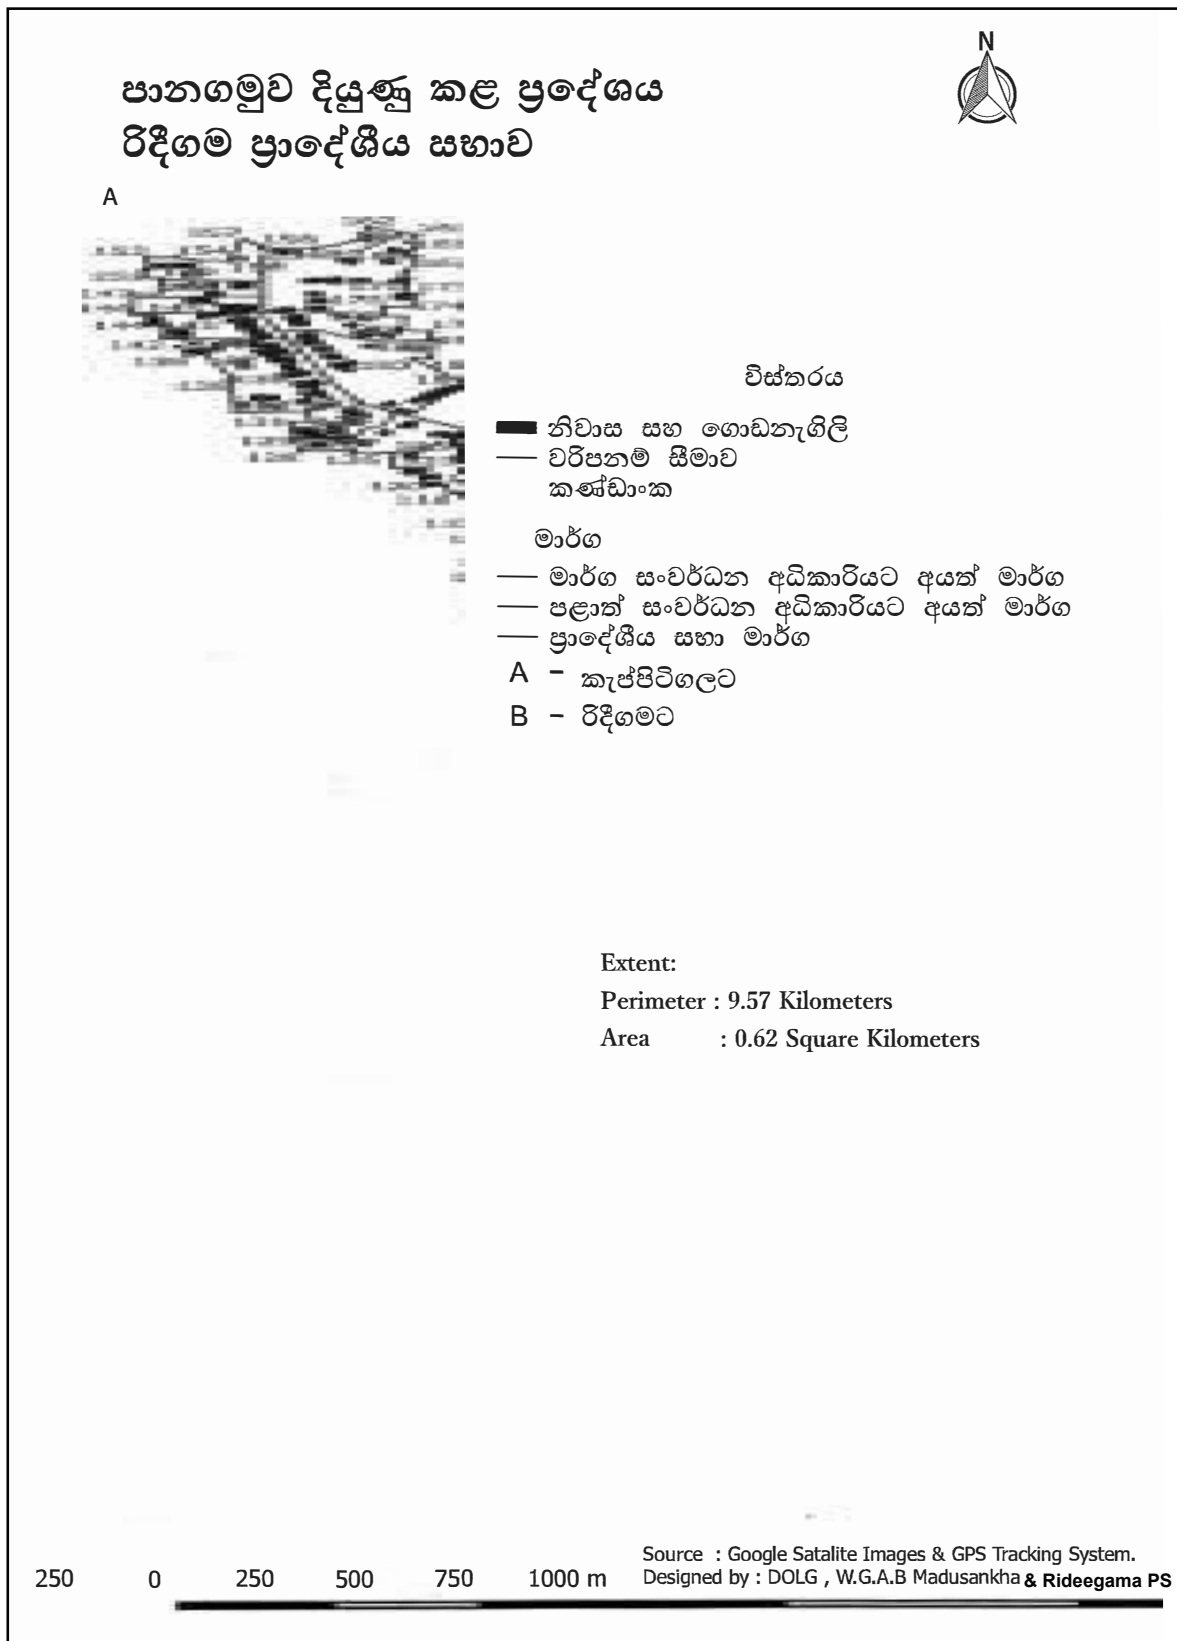 N
පානගමුව දියුණු කළ ප්‍රදේශය
රිදීගම ප්‍රාදේශීය සභාව
A
විස්තරය
නිවාස සහ ගොඩනැගිලි
වරිපනම් සීමාව
කණ්ඩාංක
මාර්ග
මාර්ග සංවර්ධන අධිකාරියට අයත් මාර්ග
පළාත් සංවර්ධන අධිකාරියට අයත් මාර්ග
ප්‍රාදේශීය සභා මාර්ග
A - කැප්පිටිගලට
B - රිදීගමට
Extent:
Perimeter : 9.57 Kilometers
Area : 0.62 Square Kilometers
Source : Google Satalite Images & GPS Tracking System.
250 0 250 500 750 1000 m Designed by : DOLG , W.G.A.B Madusankha & Rideegama PS